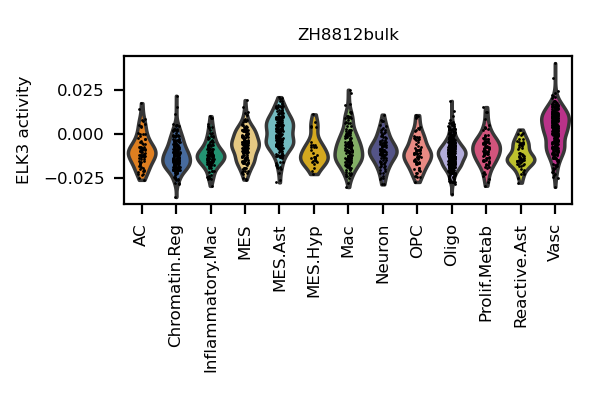 ZH8812bulk
ELK3 activity
0.025
0.000
−0.025
AC
Chromatin.Reg
Inflammatory.Mac
MES
MES.Ast
MES.Hyp
Mac
Neuron
OPC
Oligo
Prolif.Metab
Reactive.Ast
Vasc